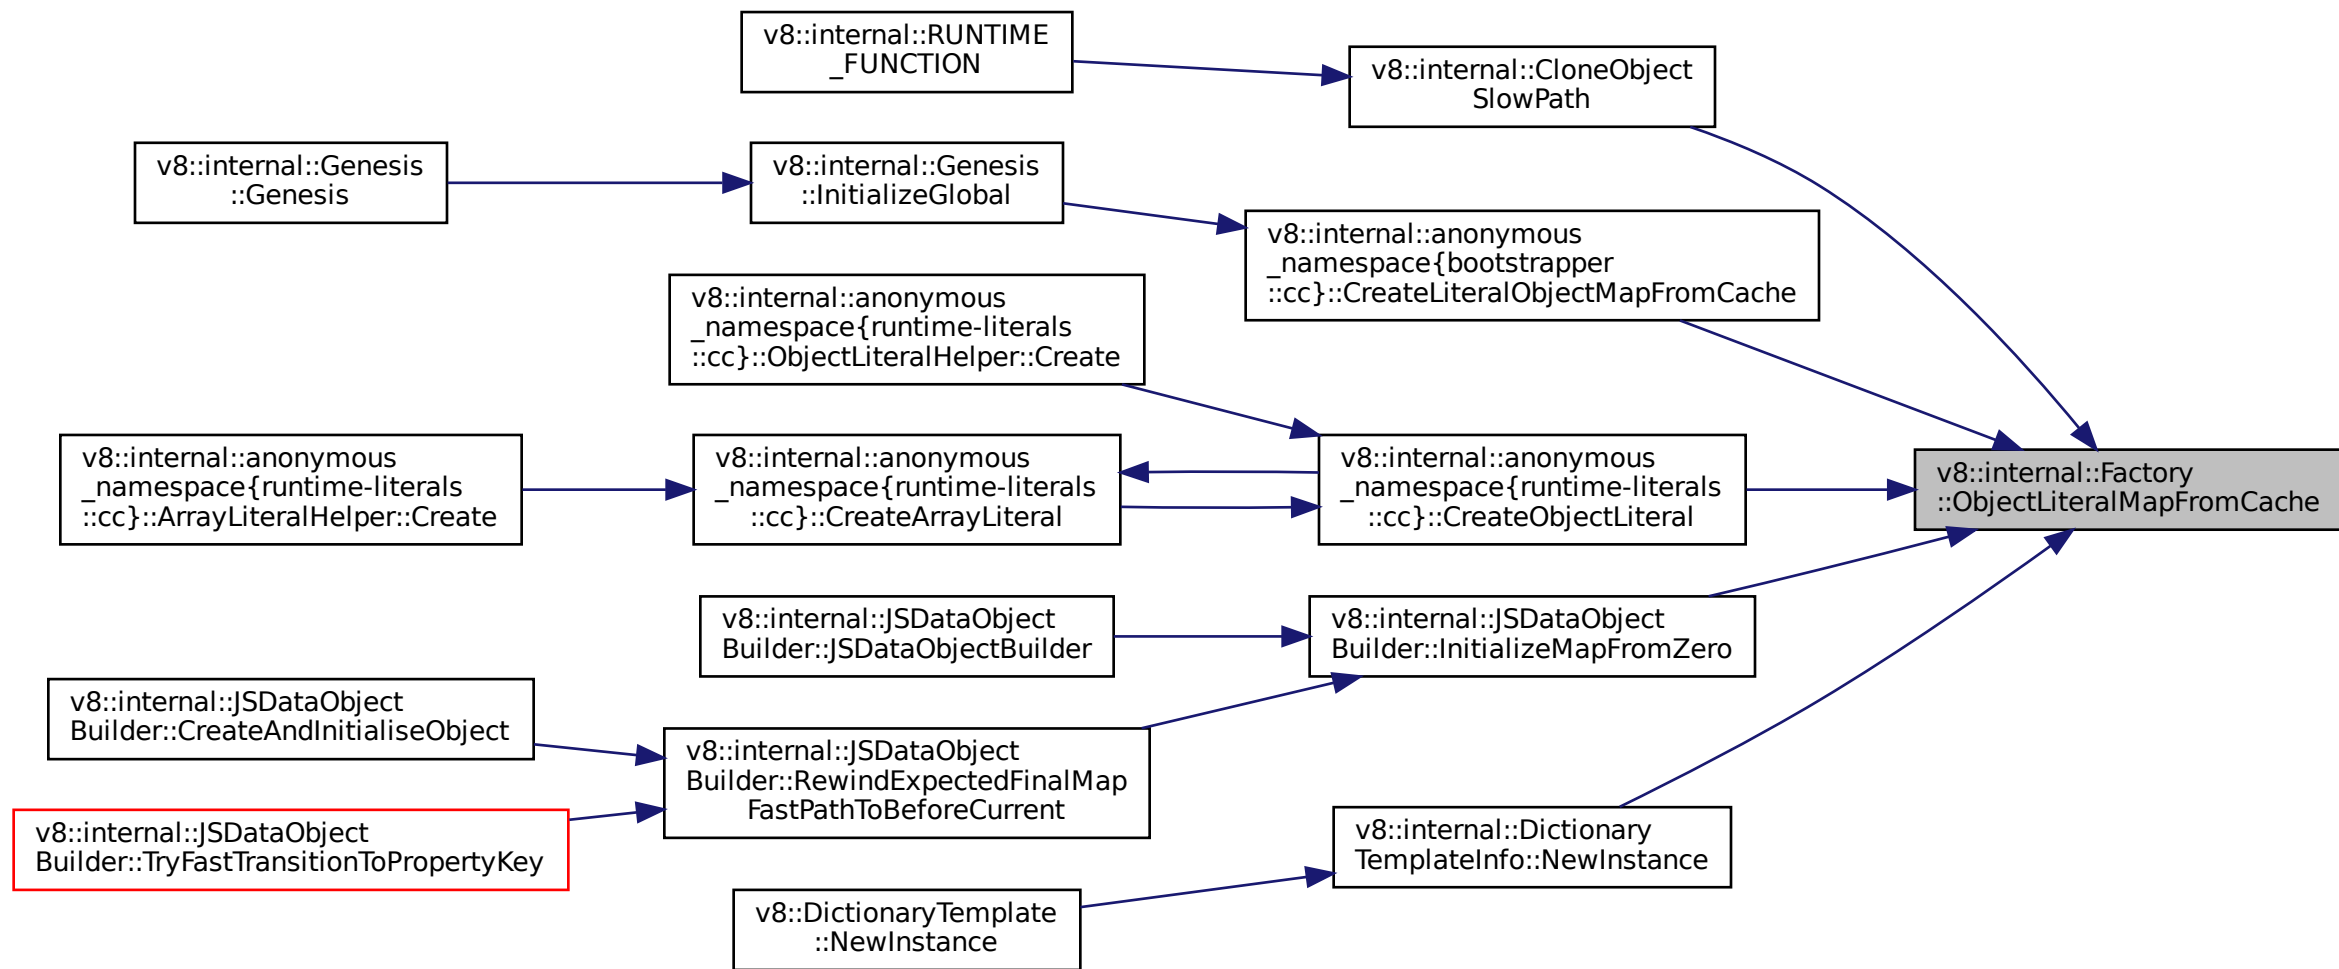 v8::internal::RUNTIME
_FUNCTION
v8::internal::CloneObject
SlowPath
v8::internal::Genesis
::Genesis
v8::internal::Genesis
::InitializeGlobal
v8::internal::anonymous
_namespace{bootstrapper
::cc}::CreateLiteralObjectMapFromCache
v8::internal::anonymous
_namespace{runtime-literals
::cc}::ObjectLiteralHelper::Create
v8::internal::anonymous
_namespace{runtime-literals
::cc}::ArrayLiteralHelper::Create
v8::internal::anonymous
_namespace{runtime-literals
::cc}::CreateArrayLiteral
v8::internal::anonymous
_namespace{runtime-literals
::cc}::CreateObjectLiteral
v8::internal::Factory
::ObjectLiteralMapFromCache
v8::internal::JSDataObject
Builder::JSDataObjectBuilder
v8::internal::JSDataObject
Builder::InitializeMapFromZero
v8::internal::JSDataObject
Builder::CreateAndInitialiseObject
v8::internal::JSDataObject
Builder::RewindExpectedFinalMap
FastPathToBeforeCurrent
v8::internal::JSDataObject
Builder::TryFastTransitionToPropertyKey
v8::internal::Dictionary
TemplateInfo::NewInstance
v8::DictionaryTemplate
::NewInstance